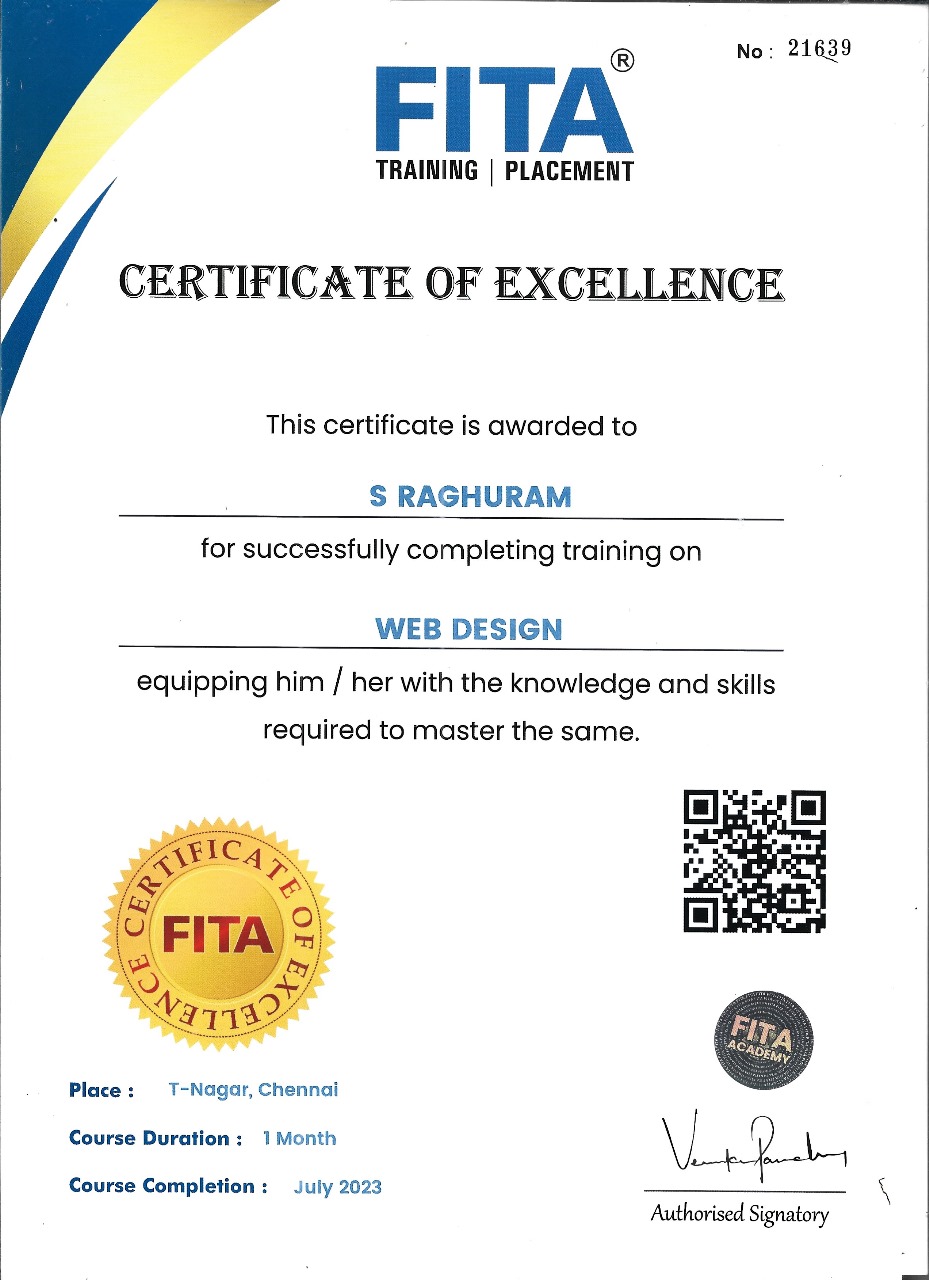 No : 21639
FITA®
TRAINING | PLACEMENT
CERTIFICATE OF EXCELLENCE
This certificate is awarded to
S RAGHURAM
for successfully completing training on
WEB DESIGN
equipping him / her with the knowledge and skills
required to master the same.
CERTIFICATE OF EXCELLENCE
FITA
FITA
ACADEMY
Place : T-Nagar, Chennai
Course Duration : 1 Month
Course Completion : July 2023
Authorised Signatory